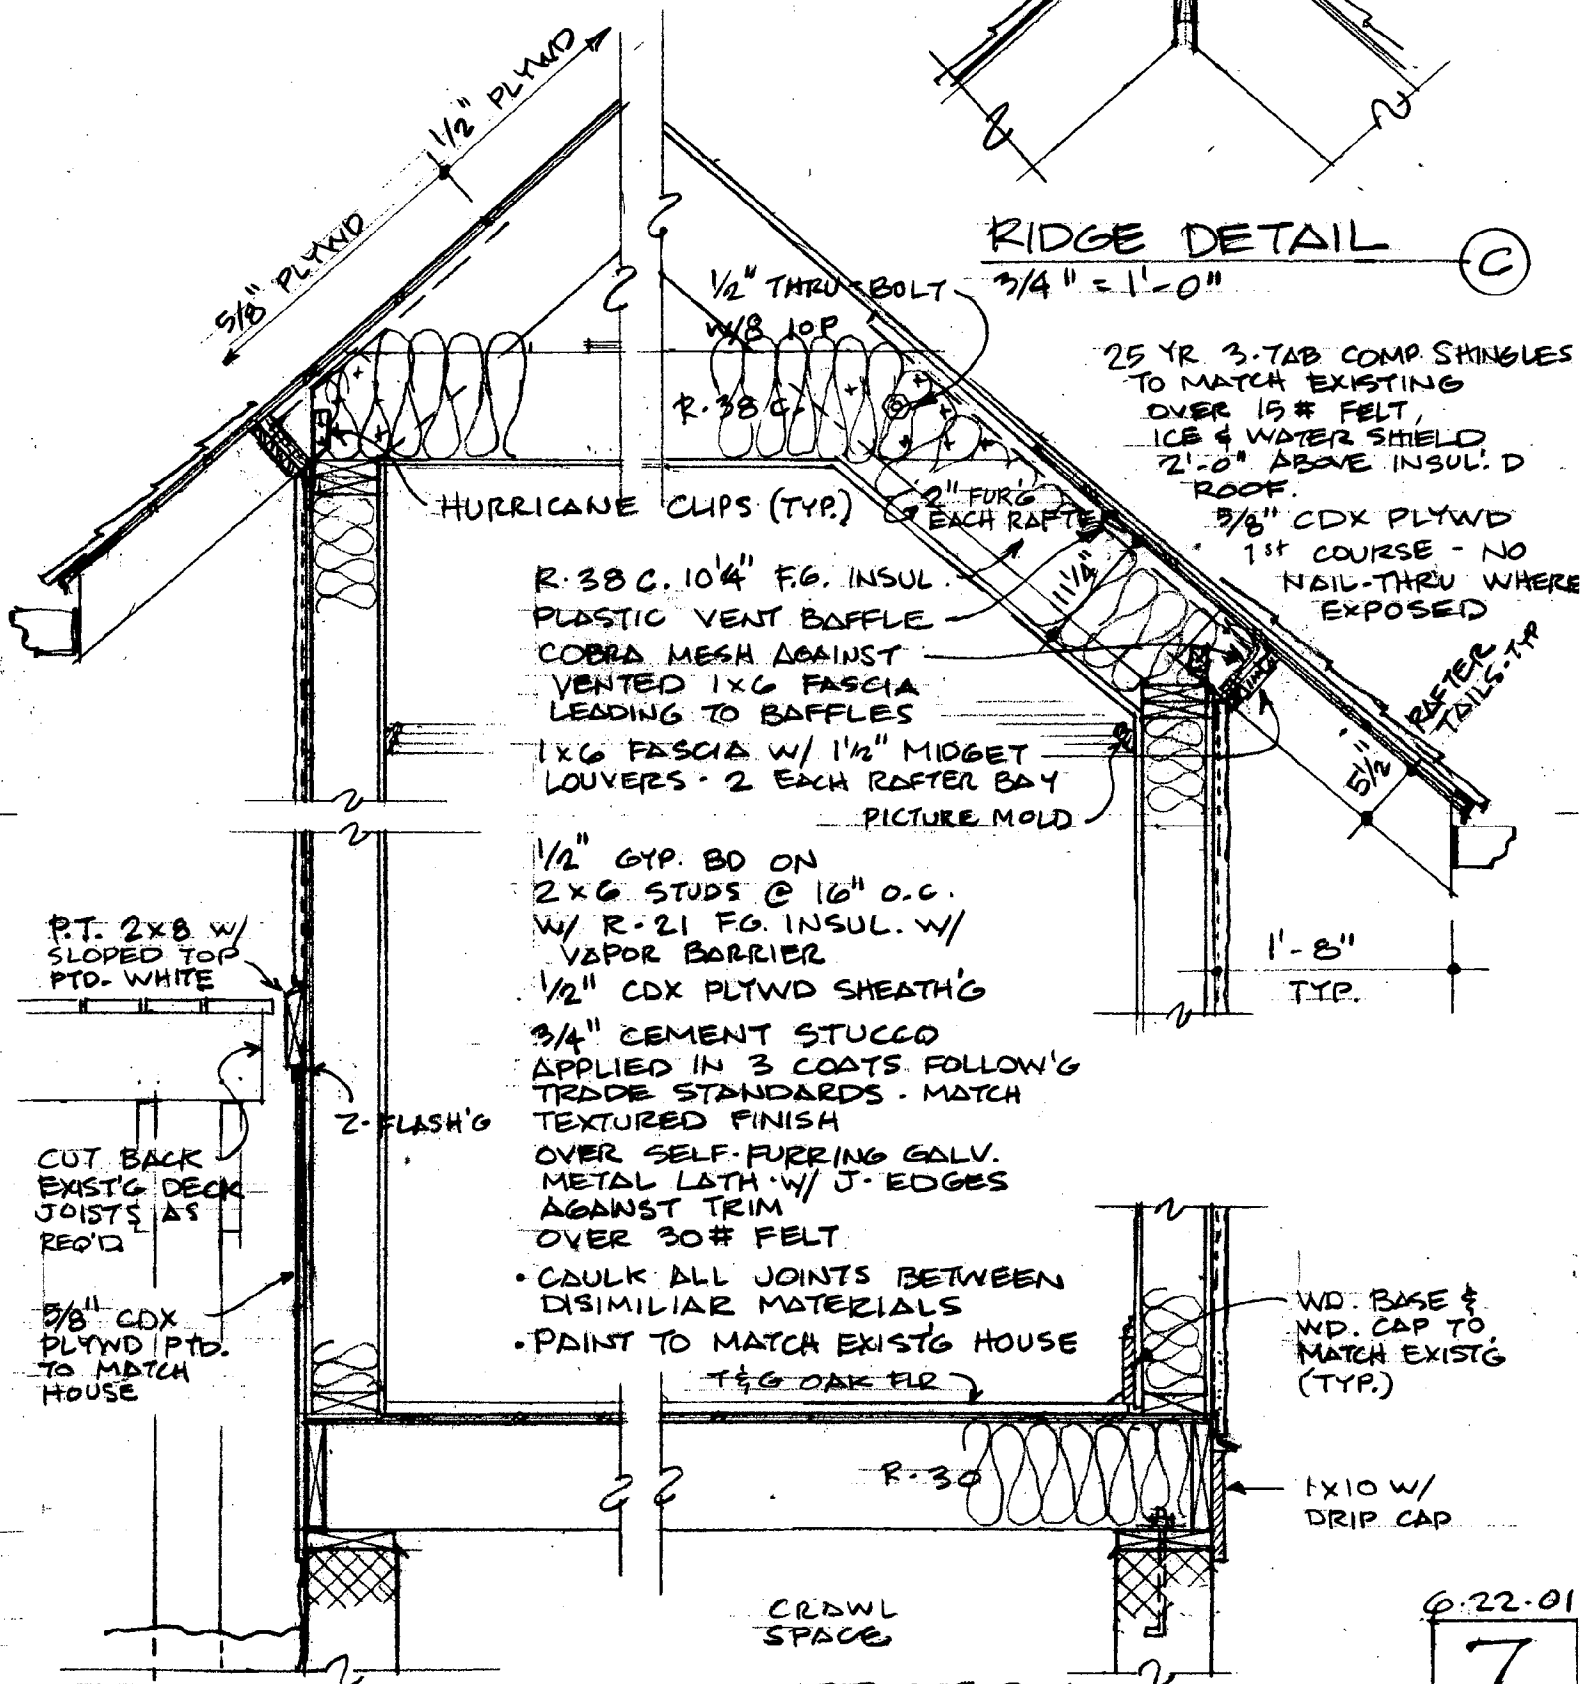 1 1/2" PLYWD
5/8" PLYWD
RIDGE DETAIL
C
3/4" = 1'-0"
1/2" THRU-BOLT
W/8 10P
R-38 C.
25 YR 3-TAB COMP. SHINGLES
TO MATCH EXISTING
OVER 15# FELT,
ICE & WATER SHIELD
2'-0" ABOVE INSUL'D
ROOF.
5/8" CDX PLYWD
1st COURSE - NO
NAIL-THRU WHERE
EXPOSED
HURRICANE CLIPS (TYP.)
2" FUR'G
EACH RAFTER
R-38 C. 10 1/4" F.G. INSUL.
PLASTIC VENT BAFFLE
COBRA MESH AGAINST
VENTED 1X6 FASCIA
LEADING TO BAFFLES
1X6 FASCIA W/ 1 1/2" MIDGET
LOUVERS - 2 EACH RAFTER BAY
PICTURE MOLD
11 1/4"
RAFTER
TAILS-TYP
5 1/2"
1/2" GYP. BD ON
2X6 STUDS @ 16" O.C.
W/ R-21 F.G. INSUL. W/
VAPOR BARRIER
1/2" CDX PLYWD SHEATH'G
3/4" CEMENT STUCCO
APPLIED IN 3 COATS FOLLOW'G
TRADE STANDARDS. MATCH
TEXTURED FINISH
OVER SELF-FURRING GALV.
METAL LATH W/ J-EDGES
AGAINST TRIM
OVER 30# FELT
• CAULK ALL JOINTS BETWEEN
DISIMILIAR MATERIALS
• PAINT TO MATCH EXIST'G HOUSE
T&G OAK FLR
P.T. 2X8 W/
SLOPED TOP
PTD. WHITE
Z-FLASH'G
CUT BACK
EXIST'G DECK
JOISTS AS
REQ'D
5/8" CDX
PLYWD PTD.
TO MATCH
HOUSE
1'-8"
TYP.
WD. BASE &
WD. CAP TO
MATCH EXIST'G
(TYP.)
R-30
1X10 W/
DRIP CAP
CRAWL
SPACE
6-22-01
7